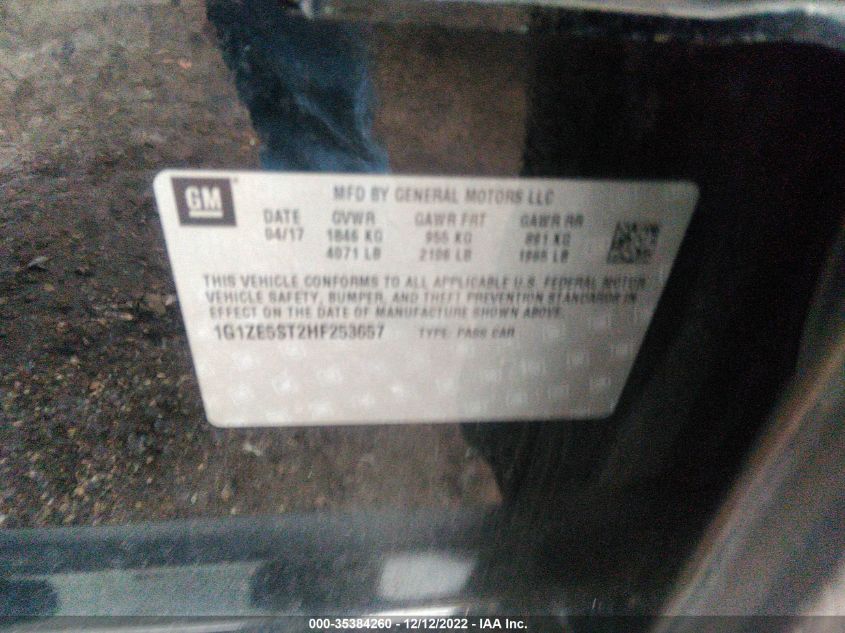 GM
MFD BY GENERAL MOTORS LLC
DATE GVWR GAWR FRT GAWR RR
04/17 1846 KG 955 KG 891 KG
4071 LB 2106 LB 1965 LB
THIS VEHICLE CONFORMS TO ALL APPLICABLE U.S. FEDERAL MOTOR
VEHICLE SAFETY, BUMPER, AND THEFT PREVENTION STANDARDS IN
EFFECT ON THE DATE OF MANUFACTURE SHOWN ABOVE.
1G1ZE5ST2HF253657 TYPE: PASS CAR
000-35384260 - 12/12/2022 - IAA Inc.